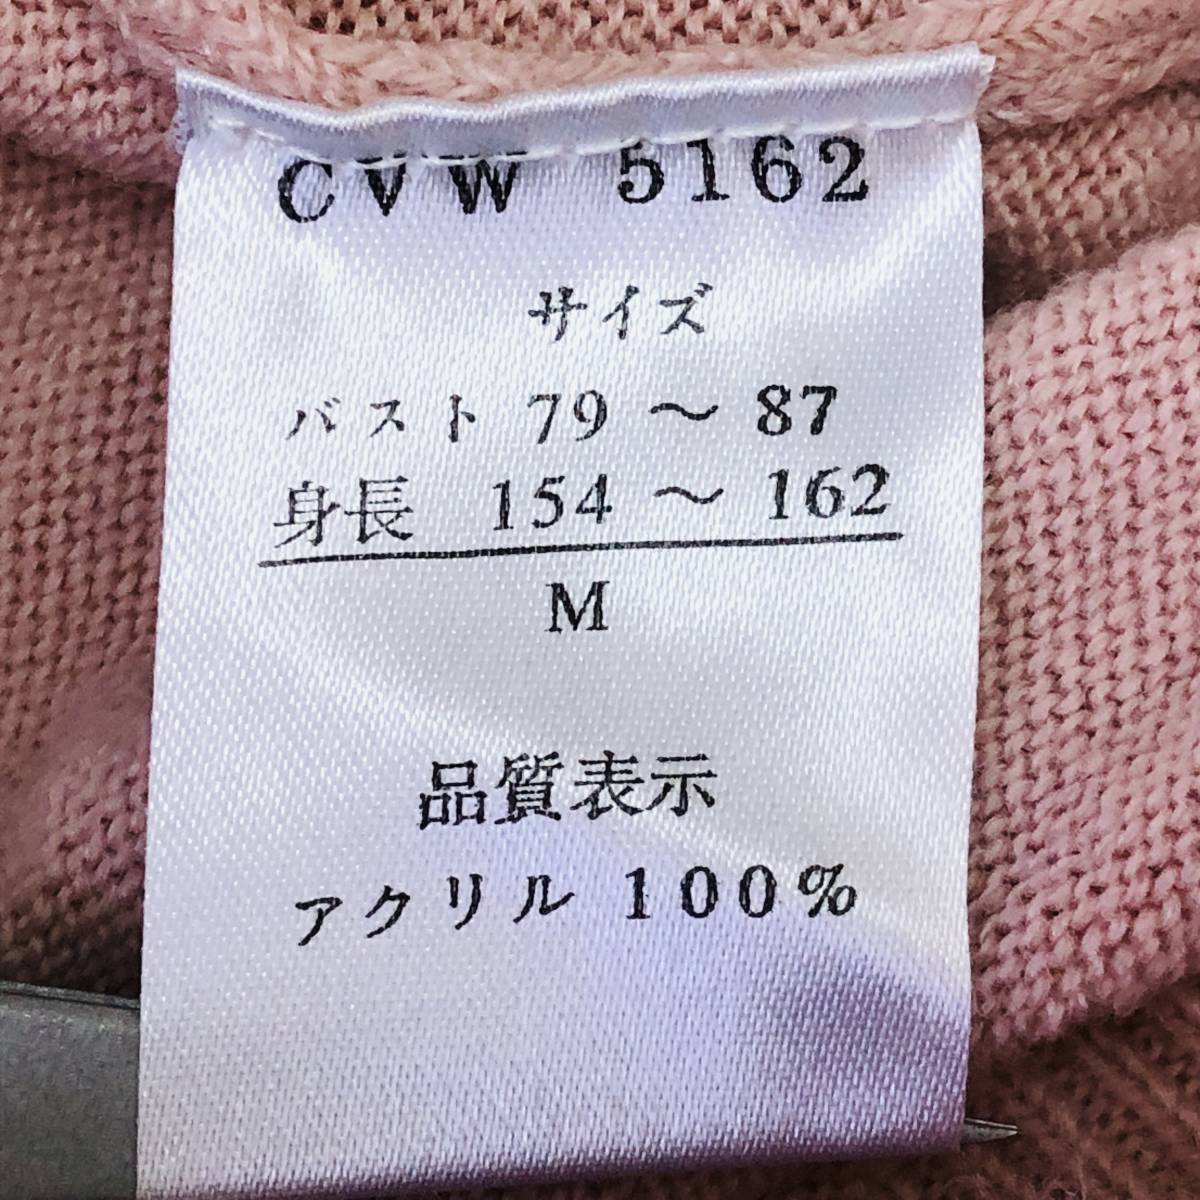 CVW 5162
サイズ
バスト 79 ～ 87
身長 154 ～ 162
M
品質表示
アクリル 100%